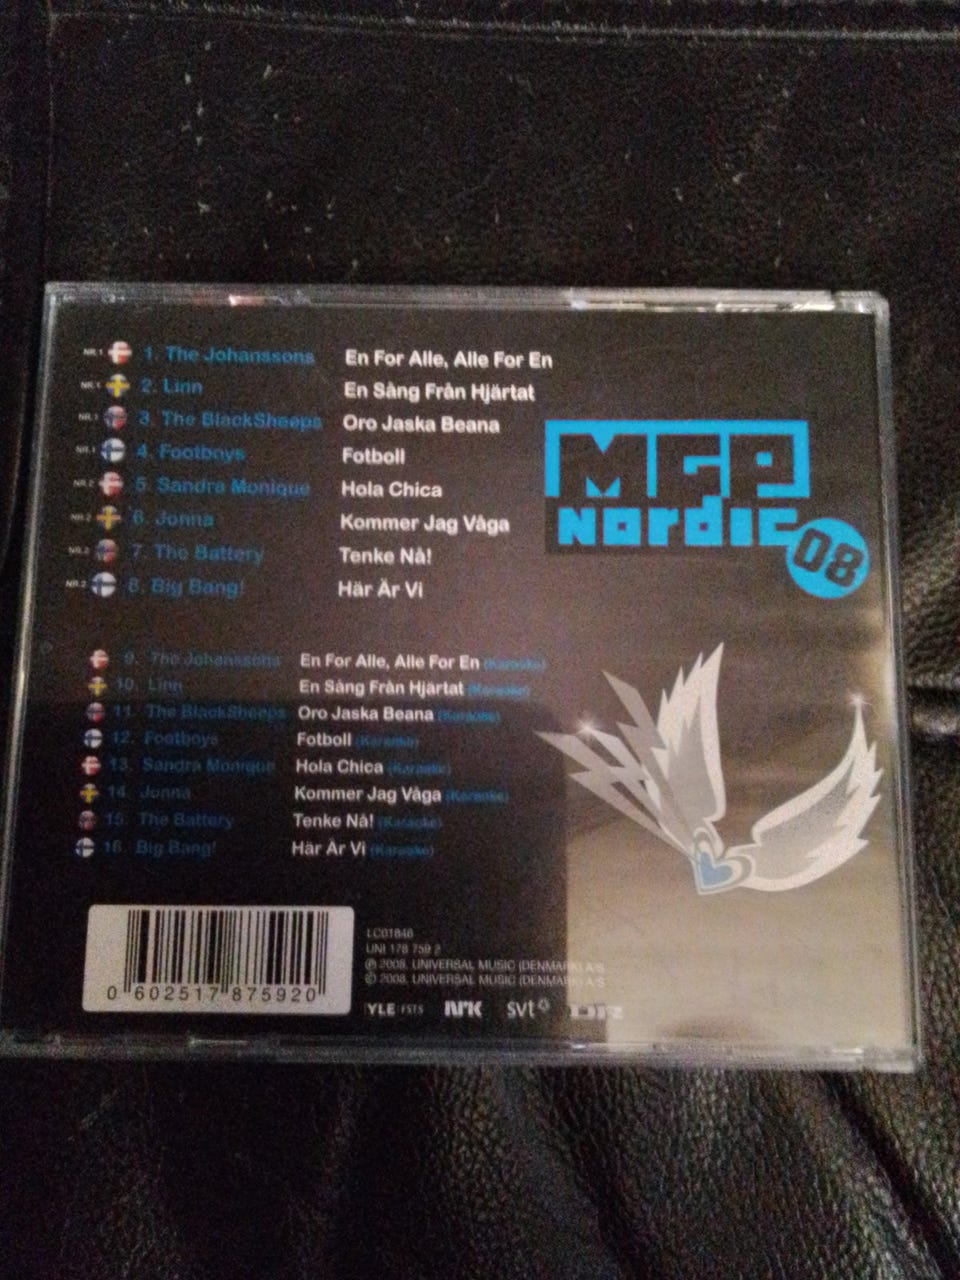 NR.1 1. The Johanssons En For Alle, Alle For En
NR.1 2. Linn En Sång Från Hjärtat
NR.1 3. The BlackSheeps Oro Jaska Beana
NR.1 4. Footboys Fotboll
NR.2 5. Sandra Monique Hola Chica
NR.2 6. Jonna Kommer Jag Våga
NR.2 7. The Battery Tenke Nå!
NR.2 8. Big Bang! Här Är Vi
MGP
Nordic
08
9. The Johanssons En For Alle, Alle For En (Karaoke)
10. Linn En Sång Från Hjärtat (Karaoke)
11. The BlackSheeps Oro Jaska Beana (Karaoke)
12. Footboys Fotboll (Karaoke)
13. Sandra Monique Hola Chica (Karaoke)
14. Jonna Kommer Jag Våga (Karaoke)
15. The Battery Tenke Nå! (Karaoke)
16. Big Bang! Här Är Vi (Karaoke)
0 602517 875920
LC01846
UNI 178 759 2
℗ 2008. UNIVERSAL MUSIC (DENMARK) A/S
© 2008. UNIVERSAL MUSIC (DENMARK) A/S
YLE FST5 NRK svt DR